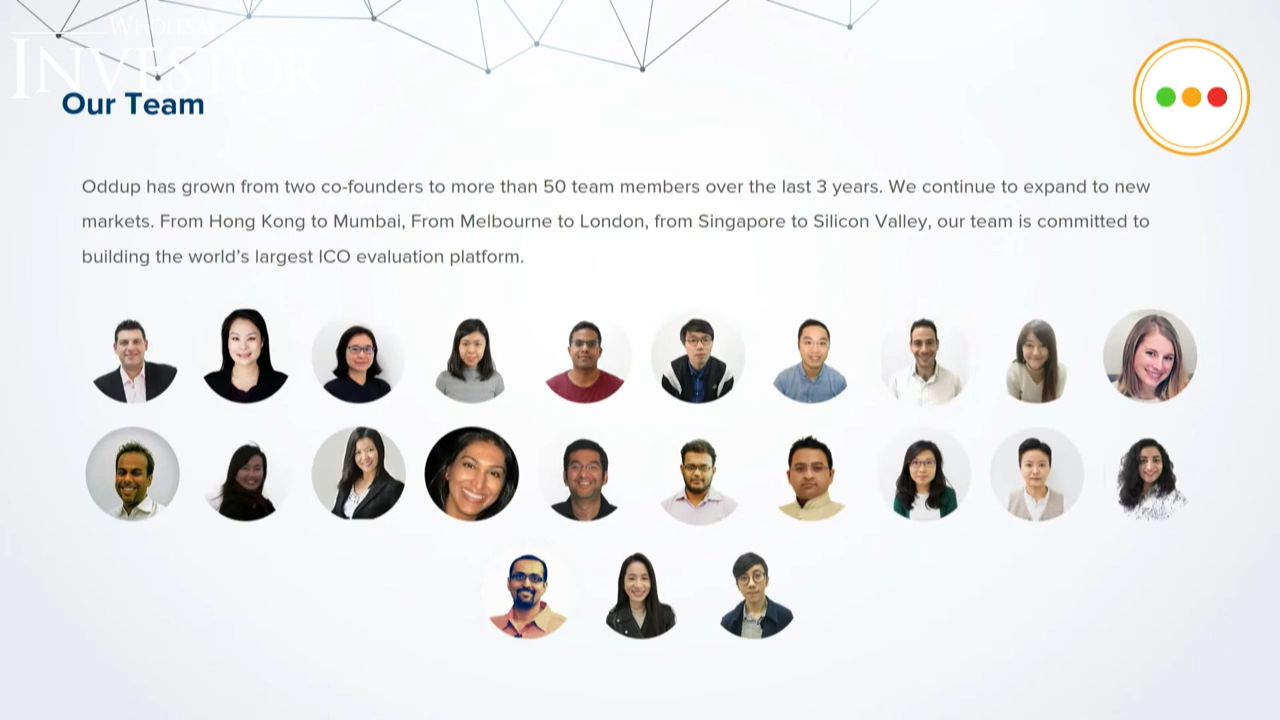 WHOLESALE
INVESTOR
Our Team
Oddup has grown from two co-founders to more than 50 team members over the last 3 years. We continue to expand to new
markets. From Hong Kong to Mumbai, From Melbourne to London, from Singapore to Silicon Valley, our team is committed to
building the world's largest ICO evaluation platform.